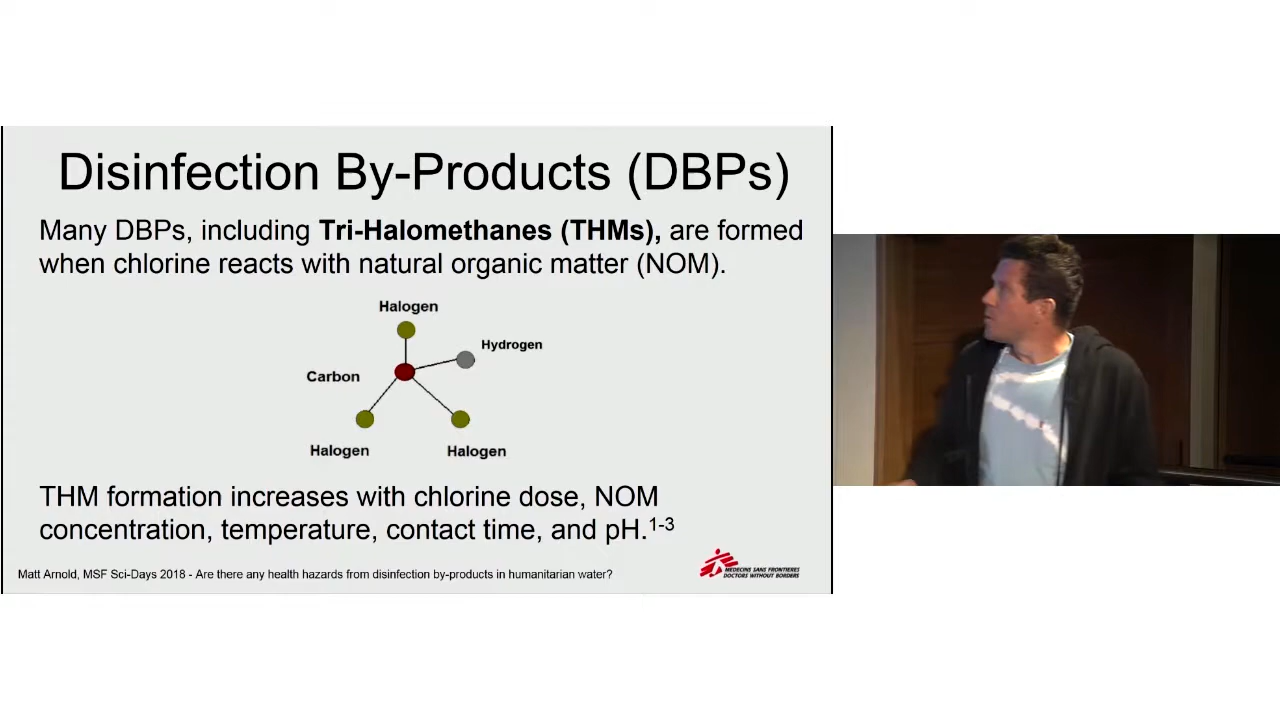 Disinfection By-Products (DBPs)
Many DBPs, including Tri-Halomethanes (THMs), are formed
when chlorine reacts with natural organic matter (NOM).
Halogen
Hydrogen
Carbon
Halogen
Halogen
THM formation increases with chlorine dose, NOM
concentration, temperature, contact time, and pH.1-3
Matt Arnold, MSF Sci-Days 2018 - Are there any health hazards from disinfection by-products in humanitarian water?
MEDECINS SANS FRONTIERES
DOCTORS WITHOUT BORDERS